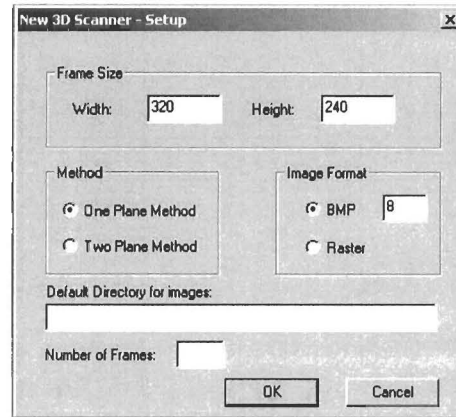 New 3D Scanner - Setup
Frame Size
Width: 320 Height: 240
Method
One Plane Method
Two Plane Method
Image Format
BMP 8
Raster
Default Directory for images:
Number of Frames:
OK Cancel